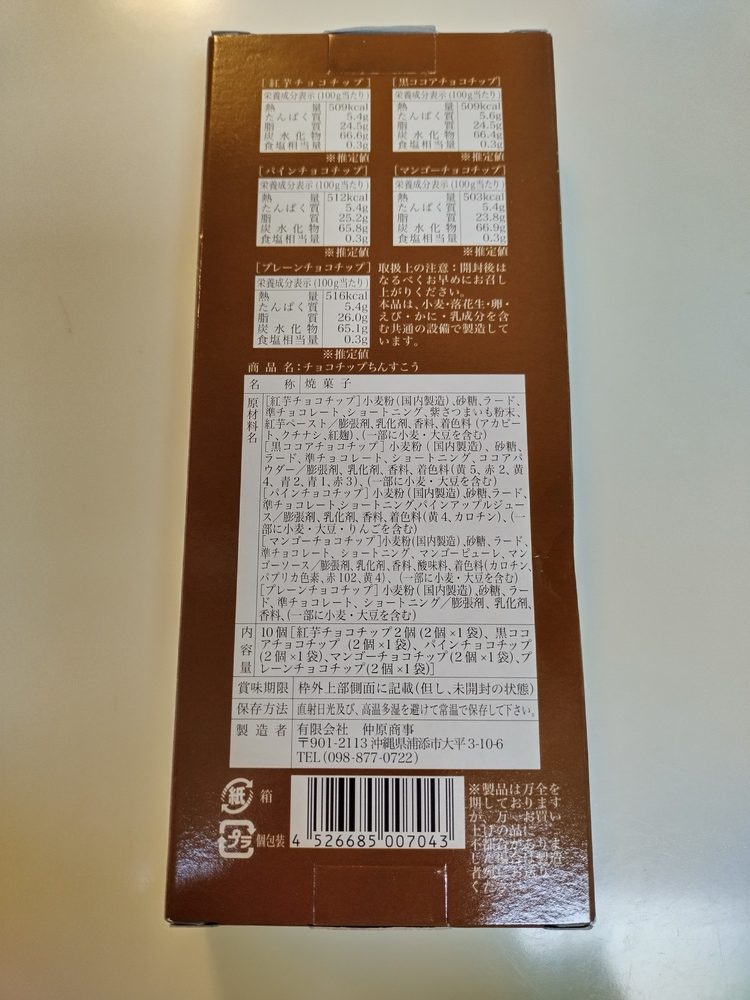 [紅芋チョコチップ]
栄養成分表示(100g当たり)
熱量 509kcal
たんぱく質 5.4g
脂質 24.5g
炭水化物 66.6g
食塩相当量 0.3g
※推定値
[黒ココアチョコチップ]
栄養成分表示(100g当たり)
熱量 509kcal
たんぱく質 5.6g
脂質 24.5g
炭水化物 66.4g
食塩相当量 0.3g
※推定値
[パインチョコチップ]
栄養成分表示(100g当たり)
熱量 512kcal
たんぱく質 5.4g
脂質 25.2g
炭水化物 65.8g
食塩相当量 0.3g
※推定値
[マンゴーチョコチップ]
栄養成分表示(100g当たり)
熱量 503kcal
たんぱく質 5.4g
脂質 23.8g
炭水化物 66.9g
食塩相当量 0.3g
※推定値
[プレーンチョコチップ]
栄養成分表示(100g当たり)
熱量 516kcal
たんぱく質 5.4g
脂質 26.0g
炭水化物 65.1g
食塩相当量 0.3g
※推定値
取扱上の注意:開封後は
なるべくお早めにお召し
上がりください。
本品は、小麦・落花生・卵・
えび・かに・乳成分を含
む共通の設備で製造して
います。
商品名:チョコチップちんすこう
名称 焼菓子
原材料名
[紅芋チョコチップ]小麦粉(国内製造)、砂糖、ラード、
準チョコレート、ショートニング、紫さつまいも粉末、
紅芋ペースト/膨張剤、乳化剤、香料、着色料(アカビー
ト、クチナシ、紅麹)、(一部に小麦・大豆を含む)
[黒ココアチョコチップ]小麦粉(国内製造)、砂糖、
ラード、準チョコレート、ショートニング、ココアパ
ウダー/膨張剤、乳化剤、香料、着色料(黄5、赤2、黄
4、青2、青1、赤3)、(一部に小麦・大豆を含む)
[パインチョコチップ]小麦粉(国内製造)、砂糖、ラード、
準チョコレート、ショートニング、パインアップルジュー
ス/膨張剤、乳化剤、香料、着色料(黄4、カロチン)、(一
部に小麦・大豆・りんごを含む)
[マンゴーチョコチップ]小麦粉(国内製造)、砂糖、ラード、
準チョコレート、ショートニング、マンゴーピューレ、マン
ゴーソース/膨張剤、乳化剤、香料、酸味料、着色料(カロチン、
パプリカ色素、赤102、黄4)、(一部に小麦・大豆を含む)
[プレーンチョコチップ]小麦粉(国内製造)、砂糖、ラー
ド、準チョコレート、ショートニング/膨張剤、乳化剤、
香料、(一部に小麦・大豆を含む)
内容量
10個[紅芋チョコチップ2個(2個×1袋)、黒ココ
アチョコチップ(2個×1袋)、パインチョコチップ
(2個×1袋)、マンゴーチョコチップ(2個×1袋)、プ
レーンチョコチップ(2個×1袋)]
賞味期限 枠外上部側面に記載(但し、未開封の状態)
保存方法 直射日光及び、高温多湿を避けて常温で保存して下さい。
製造者 有限会社 仲原商事
〒901-2113 沖縄県浦添市大平3-10-6
TEL(098-877-0722)
紙 箱
プラ 個包装
4 526685 007043
※製品は万全を
期しております
が、万一お買い
上げの品に